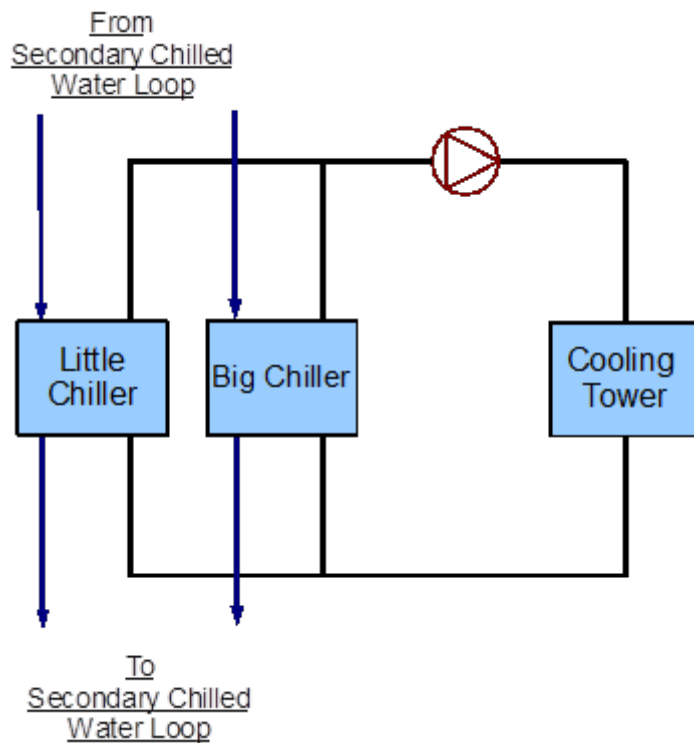 From
Secondary Chilled
Water Loop
Little
Chiller
Big Chiller
Cooling
Tower
To
Secondary Chilled
Water Loop